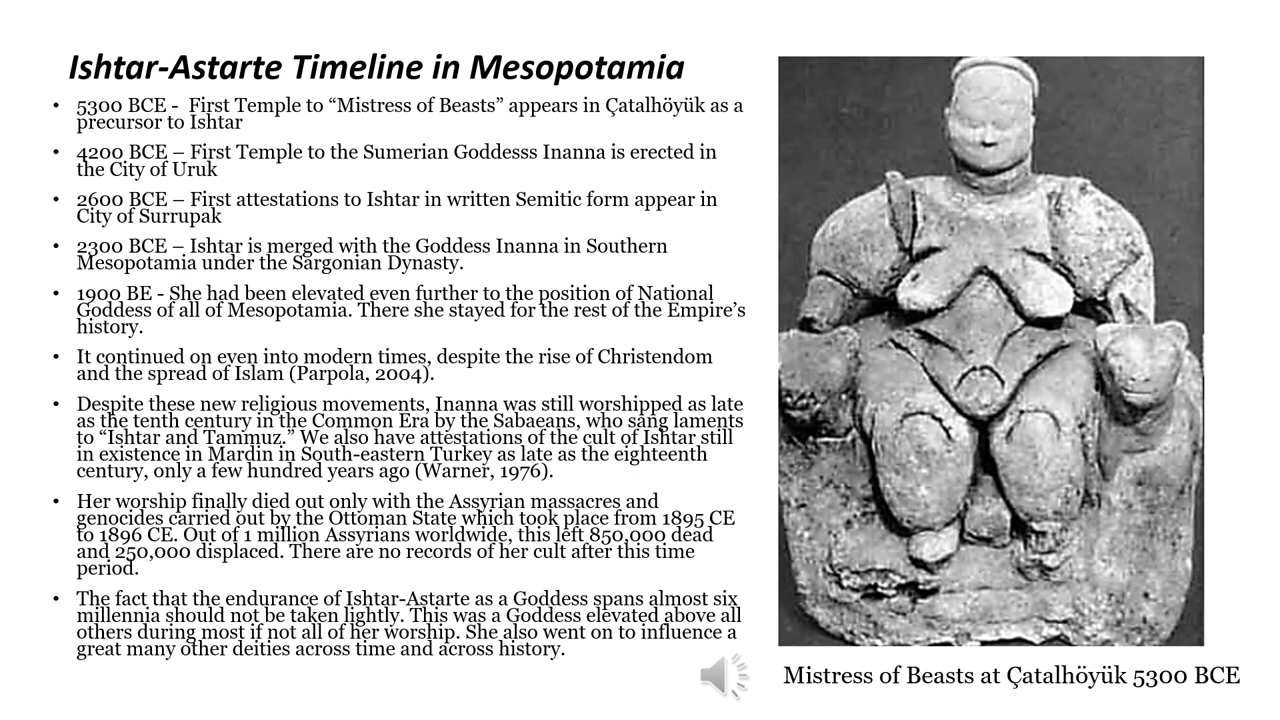 Ishtar-Astarte Timeline in Mesopotamia
• 5300 BCE -  First Temple to “Mistress of Beasts” appears in Çatalhöyük as a
precursor to Ishtar
• 4200 BCE – First Temple to the Sumerian Goddesss Inanna is erected in
the City of Uruk
• 2600 BCE – First attestations to Ishtar in written Semitic form appear in
City of Surrupak
• 2300 BCE – Ishtar is merged with the Goddess Inanna in Southern
Mesopotamia under the Sargonian Dynasty.
• 1900 BE - She had been elevated even further to the position of National
Goddess of all of Mesopotamia. There she stayed for the rest of the Empire’s
history.
• It continued on even into modern times, despite the rise of Christendom
and the spread of Islam (Parpola, 2004).
• Despite these new religious movements, Inanna was still worshipped as late
as the tenth century in the Common Era by the Sabaeans, who sang laments
to “Ishtar and Tammuz.” We also have attestations of the cult of Ishtar still
in existence in Mardin in South-eastern Turkey as late as the eighteenth
century, only a few hundred years ago (Warner, 1976).
• Her worship finally died out only with the Assyrian massacres and
genocides carried out by the Ottoman State which took place from 1895 CE
to 1896 CE. Out of 1 million Assyrians worldwide, this left 850,000 dead
and 250,000 displaced. There are no records of her cult after this time
period.
• The fact that the endurance of Ishtar-Astarte as a Goddess spans almost six
millennia should not be taken lightly. This was a Goddess elevated above all
others during most if not all of her worship. She also went on to influence a
great many other deities across time and across history.
Mistress of Beasts at Çatalhöyük 5300 BCE